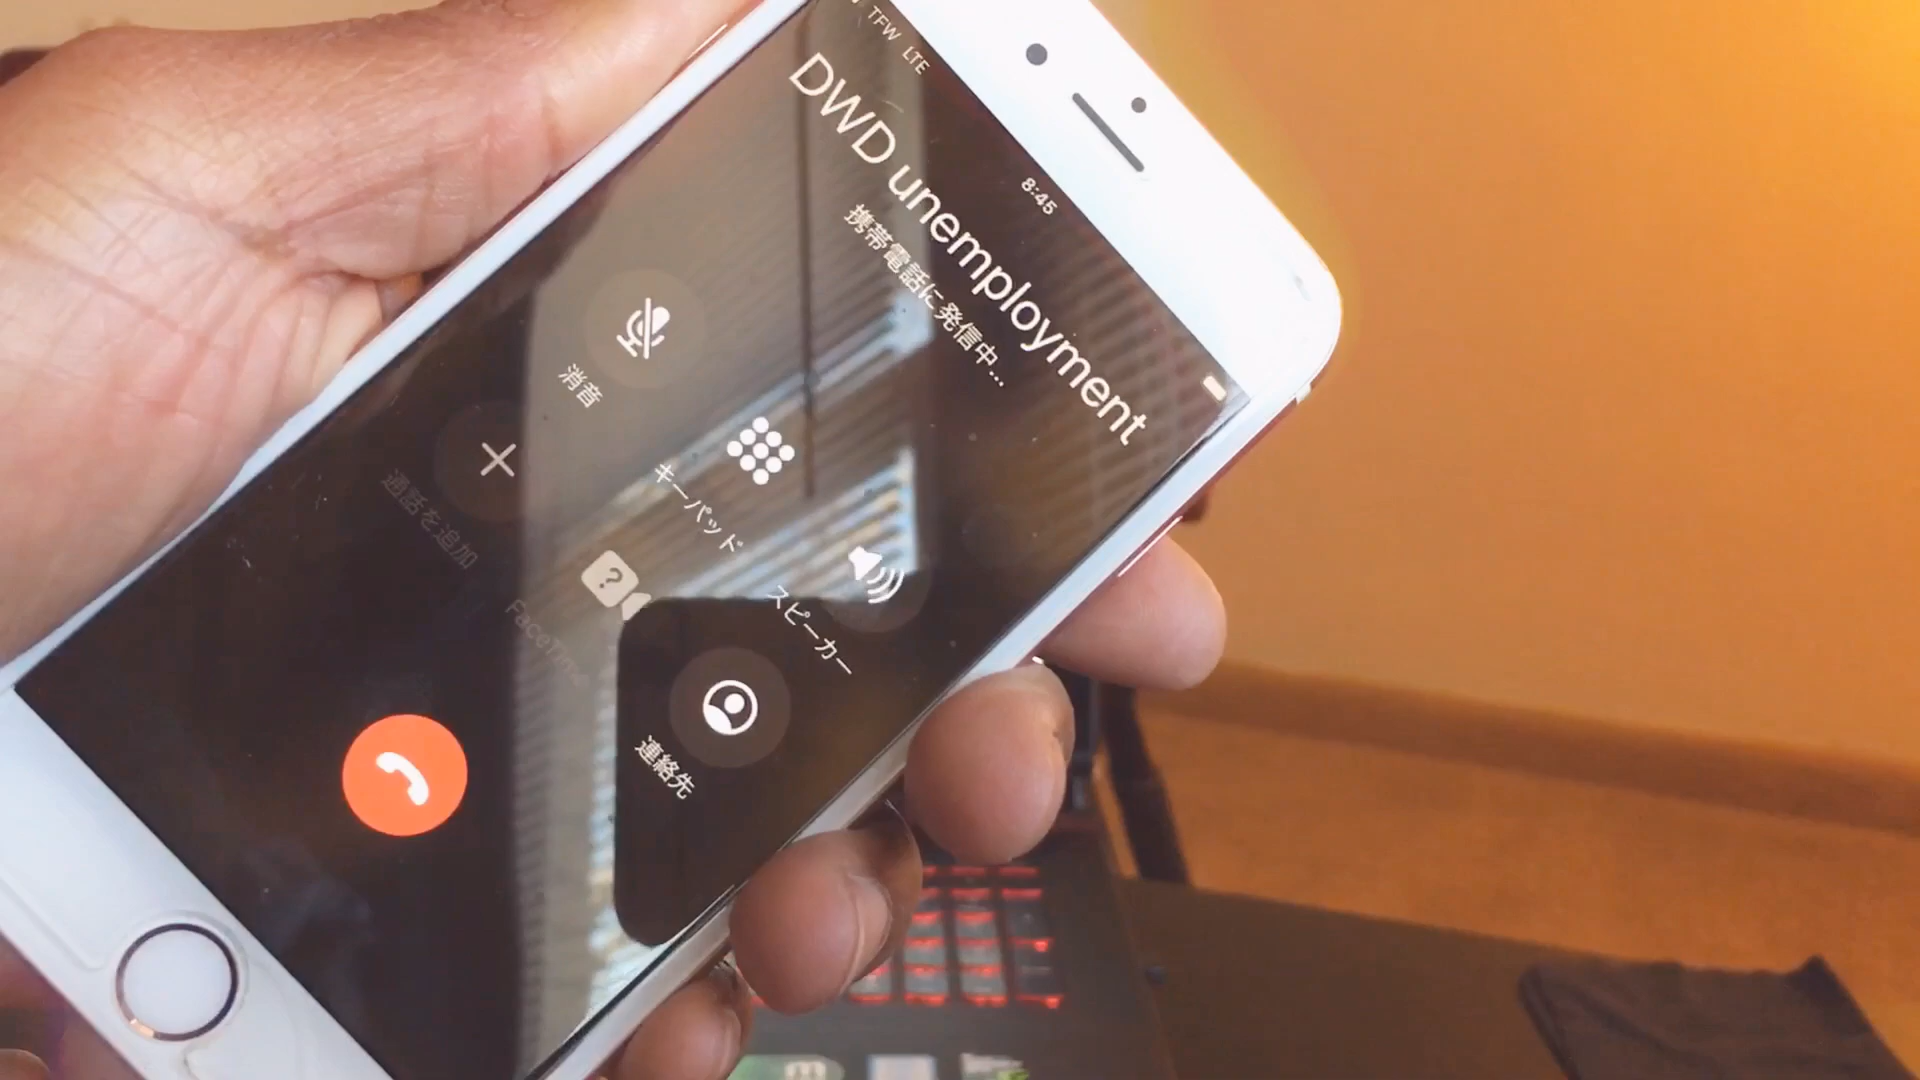 TFW LTE
8:45
DWD unemployment
携帯電話に発信中...
消音
キーパッド
スピーカー
通話を追加
FaceTime
連絡先